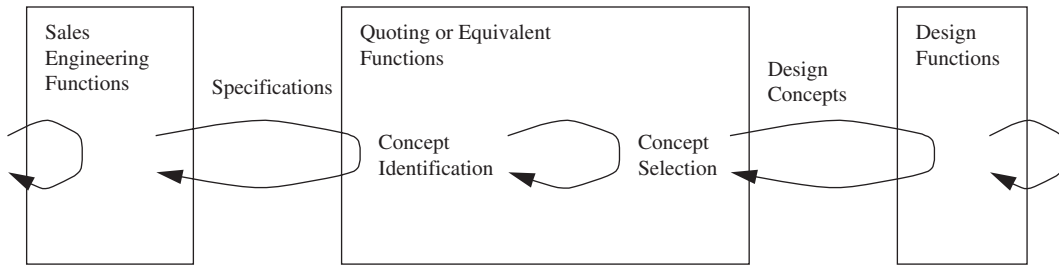 Sales
Engineering
Functions
Specifications
Quoting or Equivalent
Functions
Concept
Identification
Concept
Selection
Design
Concepts
Design
Functions